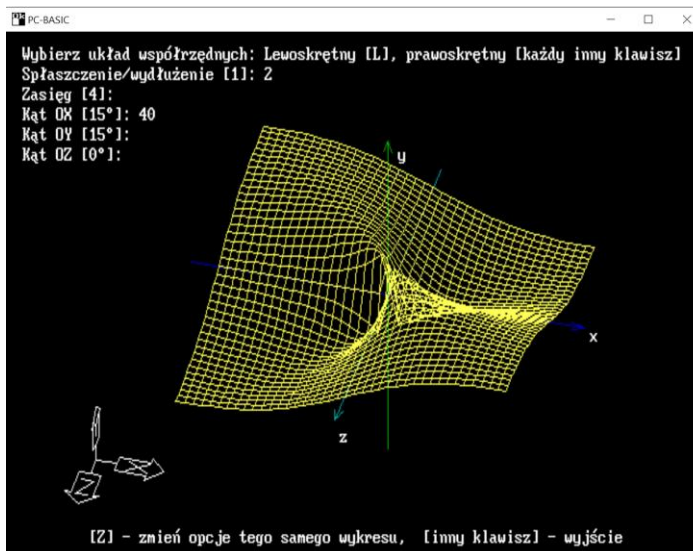 PC-BASIC
Wybierz układ współrzędnych: Lewoskrętny [L], prawoskrętny [każdy inny klawisz]
Spłaszczenie/wydłużenie [1]: 2
Zasięg [4]:
Kąt OX [15°]: 40
Kąt OY [15°]:
Kąt OZ [0°]:
y
x
z
X
Z
[Z] - zmień opcje tego samego wykresu, [inny klawisz] - wyjście